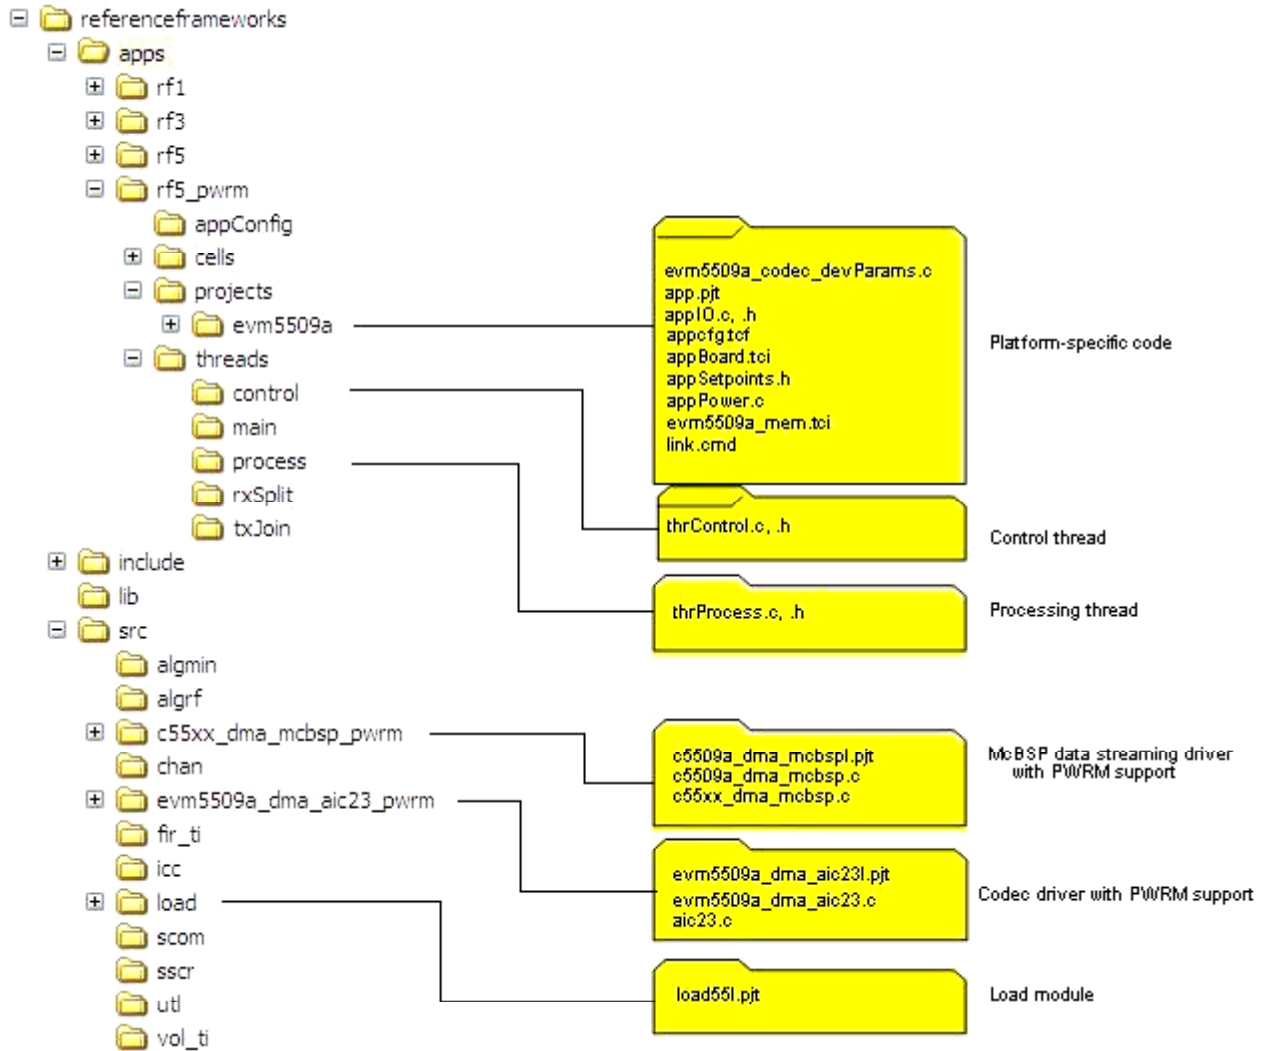 referenceframeworks
apps
rf1
rf3
rf5
rf5_pwrm
appConfig
cells
projects
evm5509a
threads
control
main
process
rxSplit
txJoin
include
lib
src
algmin
algrf
c55xx_dma_mcbsp_pwrm
chan
evm5509a_dma_aic23_pwrm
fir_ti
icc
load
scom
sscr
utl
vol_ti
evm5509a_codec_devParams.c
app.pjt
appIO.c, .h
appcfg.tcf
appBoard.tci
appSetpoints.h
appPower.c
evm5509a_mem.tci
link.cmd
Platform-specific code
thrControl.c, .h
Control thread
thrProcess.c, .h
Processing thread
c5509a_dma_mcbspl.pjt
c5509a_dma_mcbsp.c
c55xx_dma_mcbsp.c
McBSP data streaming driver
with PWRM support
evm5509a_dma_aic23l.pjt
evm5509a_dma_aic23.c
aic23.c
Codec driver with PWRM support
load55l.pjt
Load module